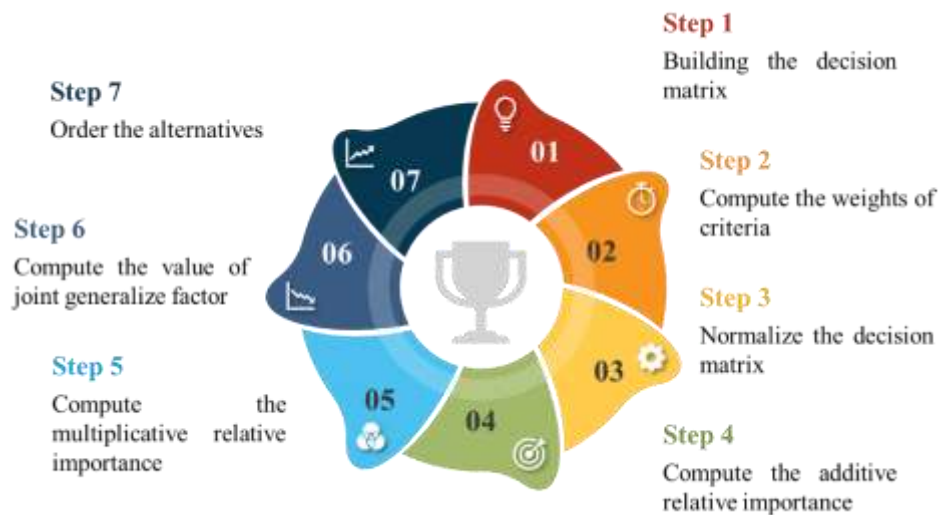 Step 1
Building the decision
matrix
Step 2
Compute the weights of
criteria
Step 3
Normalize the decision
matrix
Step 4
Compute the additive
relative importance
Step 5
Compute the
multiplicative relative
importance
Step 6
Compute the value of
joint generalize factor
Step 7
Order the alternatives
01
02
03
04
05
06
07